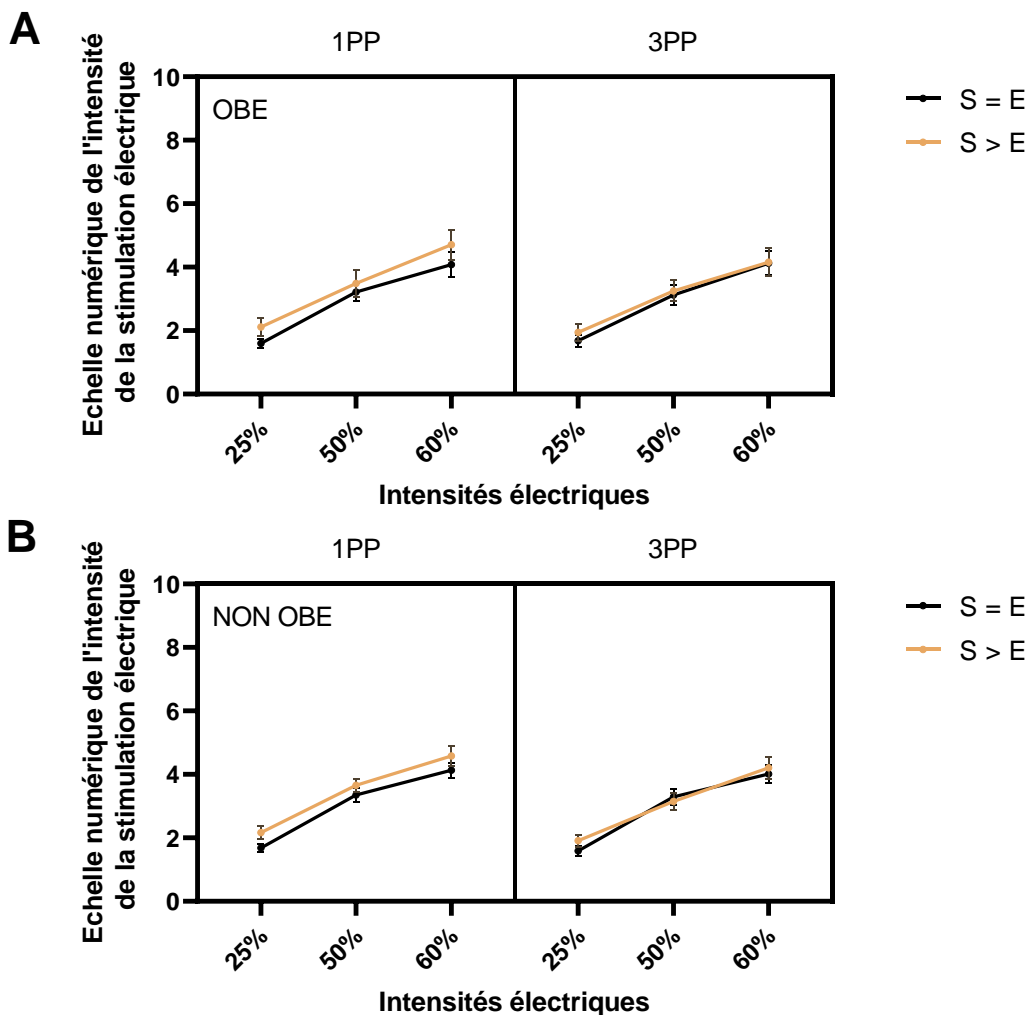 A
1PP
3PP
Echelle numérique de l'intensité
de la stimulation électrique
10
8
6
4
2
0
OBE
S = E
S > E
25%
50%
60%
25%
50%
60%
Intensités électriques
B
1PP
3PP
Echelle numérique de l'intensité
de la stimulation électrique
10
8
6
4
2
0
NON OBE
S = E
S > E
25%
50%
60%
25%
50%
60%
Intensités électriques